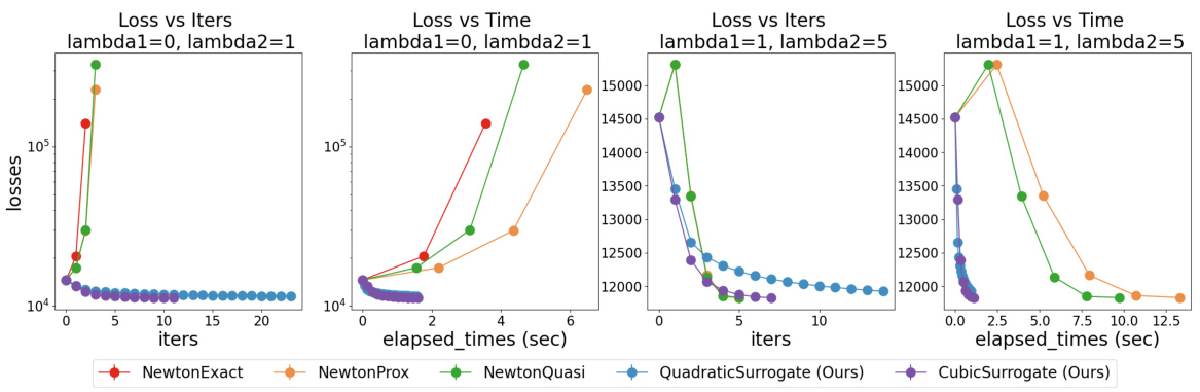 Loss vs Iters
lambda1=0, lambda2=1
losses
10^5
10^4
0 5 10 15 20
iters
Loss vs Time
lambda1=0, lambda2=1
10^5
10^4
0 2 4 6
elapsed_times (sec)
Loss vs Iters
lambda1=1, lambda2=5
15000
14500
14000
13500
13000
12500
12000
0 5 10
iters
Loss vs Time
lambda1=1, lambda2=5
15000
14500
14000
13500
13000
12500
12000
0.0 2.5 5.0 7.5 10.0 12.5
elapsed_times (sec)
NewtonExact NewtonProx NewtonQuasi QuadraticSurrogate (Ours) CubicSurrogate (Ours)